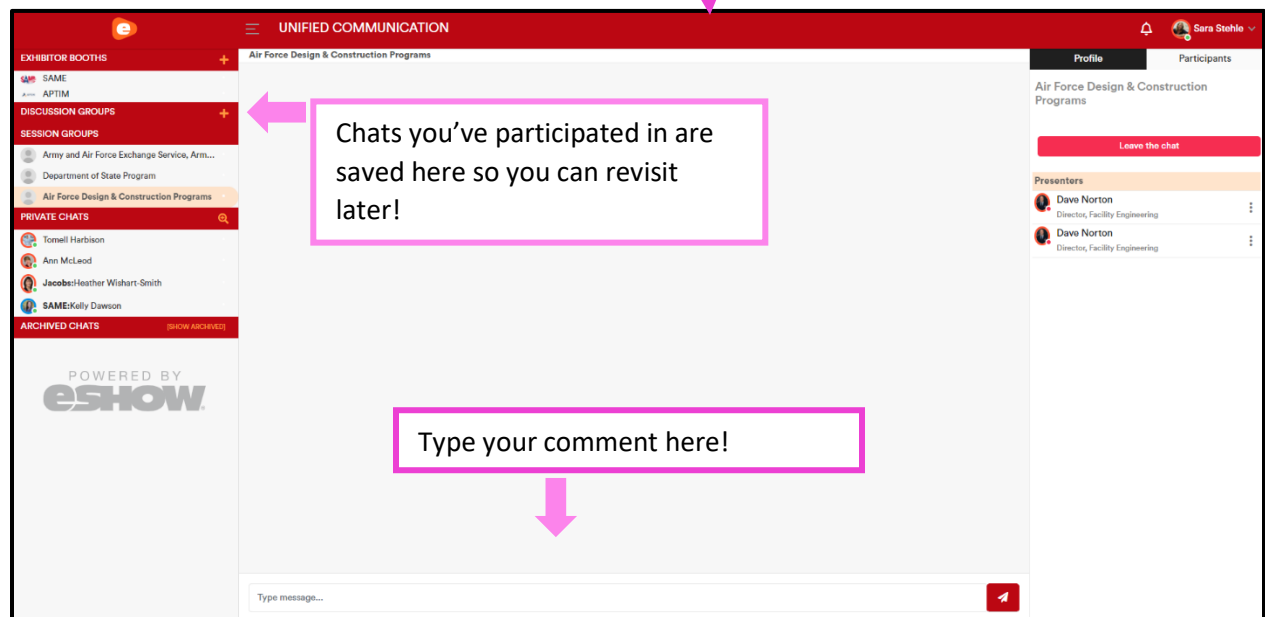 e
UNIFIED COMMUNICATION
Sara Stehle
EXHIBITOR BOOTHS +
SAME
APTIM
DISCUSSION GROUPS +
SESSION GROUPS
Army and Air Force Exchange Service, Arm...
Department of State Program
Air Force Design & Construction Programs
PRIVATE CHATS
Tomell Harbison
Ann McLeod
Jacobs:Heather Wishart-Smith
SAME:Kelly Dawson
ARCHIVED CHATS [SHOW ARCHIVED]
POWERED BY
eSHOW.
Air Force Design & Construction Programs
Chats you’ve participated in are
saved here so you can revisit
later!
Type your comment here!
Type message...
Profile Participants
Air Force Design & Construction
Programs
Leave the chat
Presenters
Dave Norton
Director, Facility Engineering
Dave Norton
Director, Facility Engineering